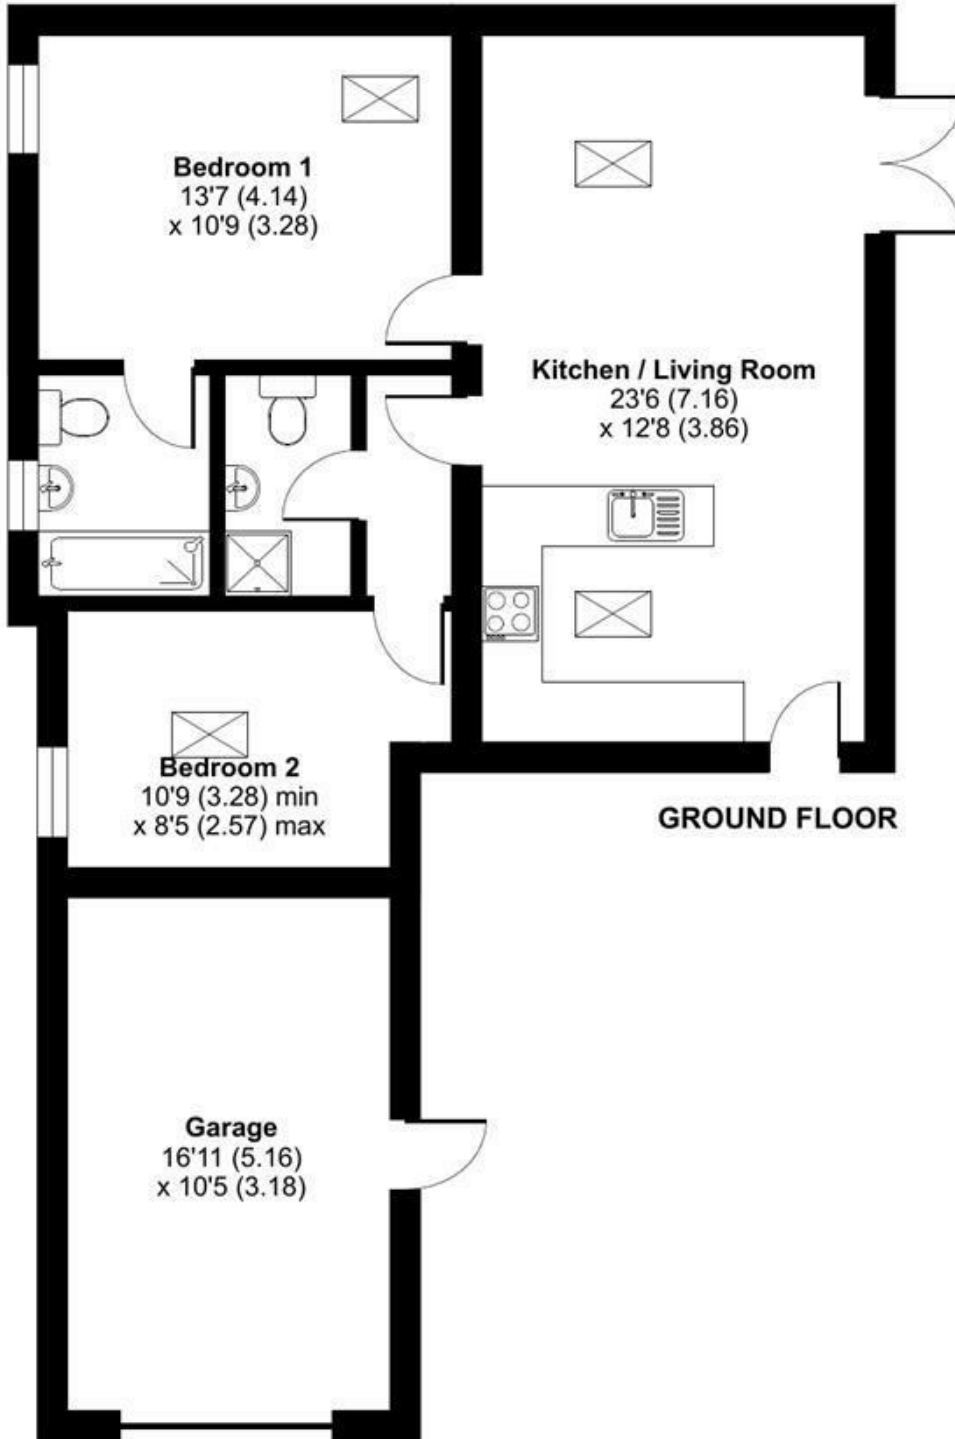 Bedroom 1
13'7 (4.14)
x 10'9 (3.28)
Kitchen / Living Room
23'6 (7.16)
x 12'8 (3.86)
Bedroom 2
10'9 (3.28) min
x 8'5 (2.57) max
GROUND FLOOR
Garage
16'11 (5.16)
x 10'5 (3.18)